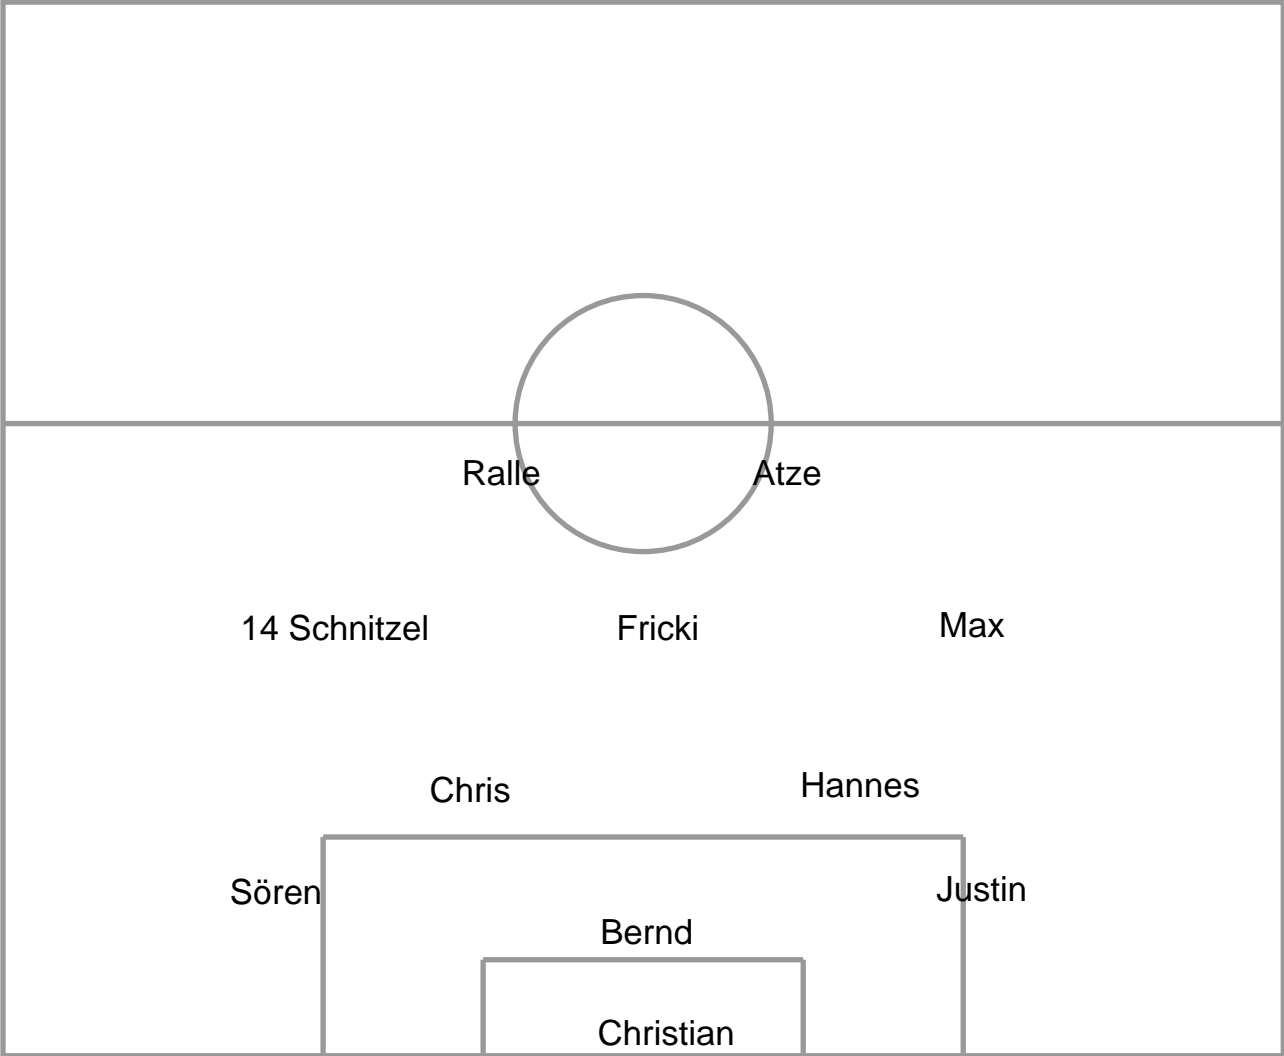 Ralle Atze
14 Schnitzel Fricki Max
Chris Hannes
Sören Justin
Bernd
Christian